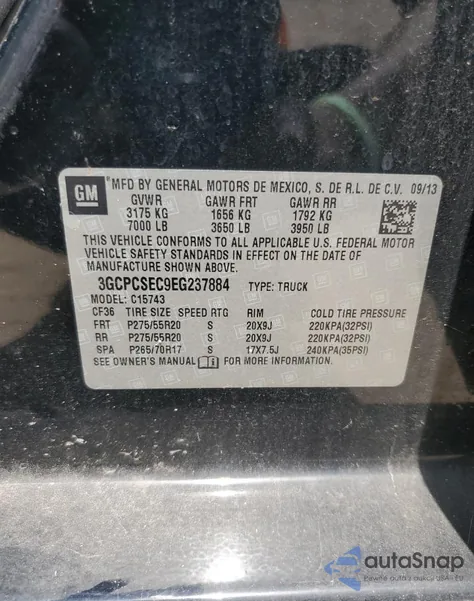 GM
MFD BY GENERAL MOTORS DE MEXICO, S. DE R.L. DE C.V. 09/13
GVWR GAWR FRT GAWR RR
3175 KG 1656 KG 1792 KG
7000 LB 3650 LB 3950 LB
THIS VEHICLE CONFORMS TO ALL APPLICABLE U.S. FEDERAL MOTOR
VEHICLE SAFETY STANDARDS IN EFFECT ON THE DATE OF
MANUFACTURE SHOWN ABOVE.
3GCPCSEC9EG237884 TYPE: TRUCK
MODEL: C15743
CF36 TIRE SIZE SPEED RTG RIM COLD TIRE PRESSURE
FRT P275/55R20 S 20X9J 220KPA(32PSI)
RR P275/55R20 S 20X9J 220KPA(32PSI)
SPA P265/70R17 S 17X7.5J 240KPA(35PSI)
SEE OWNER'S MANUAL FOR MORE INFORMATION.
autoSnap